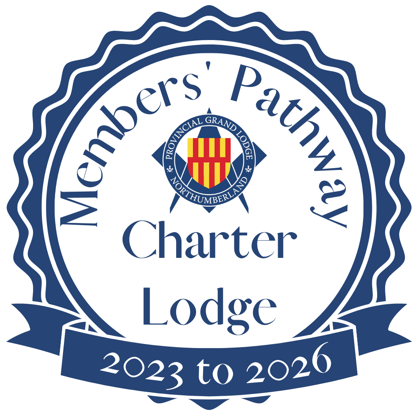 Members' Pathway
PROVINCIAL GRAND LODGE
NORTHUMBERLAND
Charter
Lodge
2023 to 2026